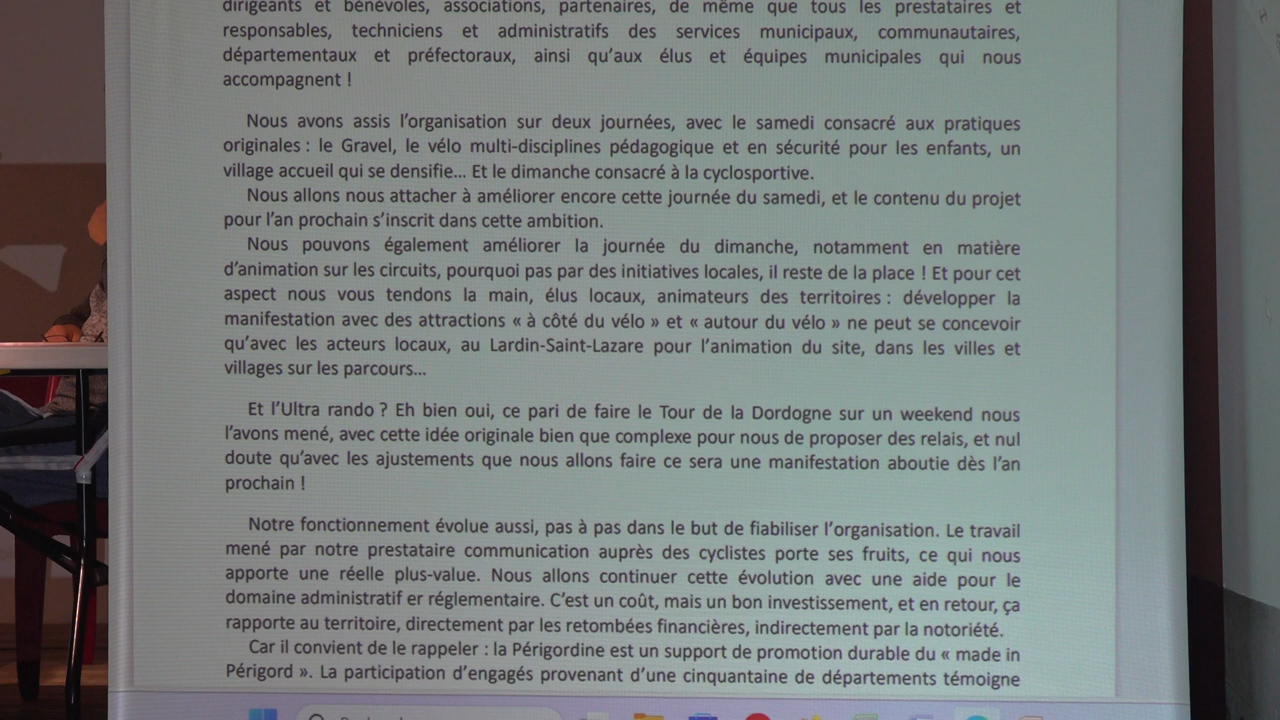 dirigeants et bénévoles, associations, partenaires, de même que tous les prestataires et
responsables, techniciens et administratifs des services municipaux, communautaires,
départementaux et préfectoraux, ainsi qu'aux élus et équipes municipales qui nous
accompagnent !
Nous avons assis l'organisation sur deux journées, avec le samedi consacré aux pratiques
originales : le Gravel, le vélo multi-disciplines pédagogique et en sécurité pour les enfants, un
village accueil qui se densifie... Et le dimanche consacré à la cyclosportive.
Nous allons nous attacher à améliorer encore cette journée du samedi, et le contenu du projet
pour l'an prochain s'inscrit dans cette ambition.
Nous pouvons également améliorer la journée du dimanche, notamment en matière
d'animation sur les circuits, pourquoi pas par des initiatives locales, il reste de la place ! Et pour cet
aspect nous vous tendons la main, élus locaux, animateurs des territoires : développer la
manifestation avec des attractions « à côté du vélo » et « autour du vélo » ne peut se concevoir
qu'avec les acteurs locaux, au Lardin-Saint-Lazare pour l'animation du site, dans les villes et
villages sur les parcours...
Et l'Ultra rando ? Eh bien oui, ce pari de faire le Tour de la Dordogne sur un weekend nous
l'avons mené, avec cette idée originale bien que complexe pour nous de proposer des relais, et nul
doute qu'avec les ajustements que nous allons faire ce sera une manifestation aboutie dès l'an
prochain !
Notre fonctionnement évolue aussi, pas à pas dans le but de fiabiliser l'organisation. Le travail
mené par notre prestataire communication auprès des cyclistes porte ses fruits, ce qui nous
apporte une réelle plus-value. Nous allons continuer cette évolution avec une aide pour le
domaine administratif er réglementaire. C'est un coût, mais un bon investissement, et en retour, ça
rapporte au territoire, directement par les retombées financières, indirectement par la notoriété.
Car il convient de le rappeler : la Périgordine est un support de promotion durable du « made in
Périgord ». La participation d'engagés provenant d'une cinquantaine de départements témoigne